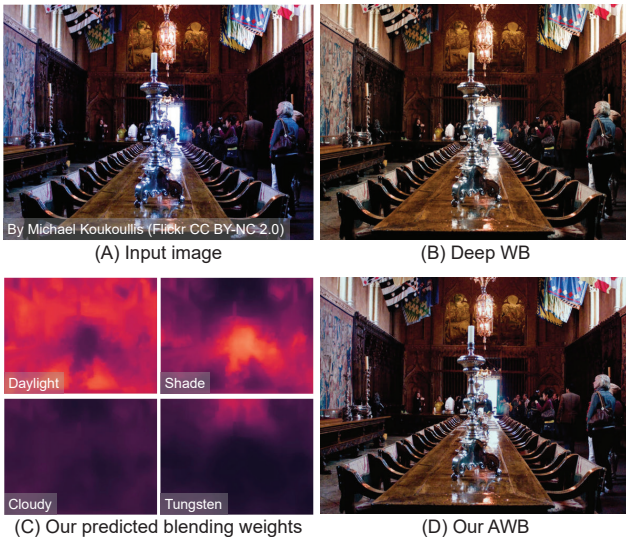 By Michael Koukoullis (Flickr CC BY-NC 2.0)
(A) Input image
(B) Deep WB
Daylight
Shade
Cloudy
Tungsten
(C) Our predicted blending weights
(D) Our AWB